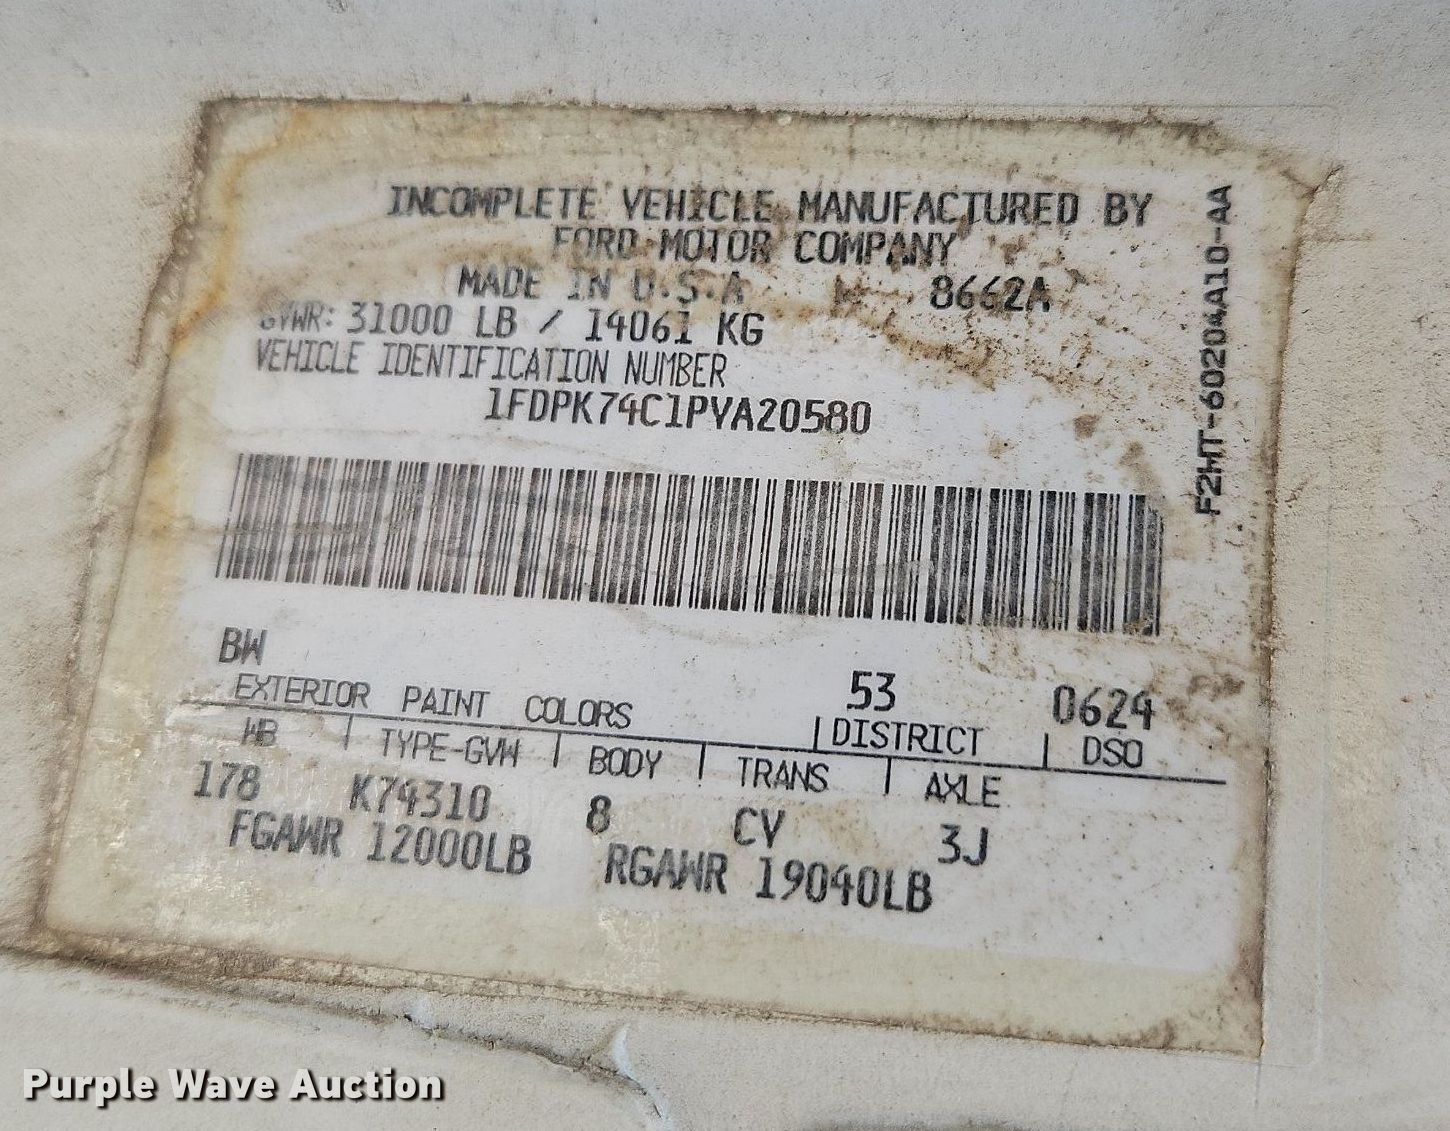 INCOMPLETE VEHICLE MANUFACTURED BY
FORD MOTOR COMPANY
MADE IN U.S.A 8662A
GVWR: 31000 LB / 14061 KG
VEHICLE IDENTIFICATION NUMBER
1FDPK74C1PVA20580
F2HT-60204A10-AA
BW 53 0624
EXTERIOR PAINT COLORS DISTRICT DSO
WB TYPE-GVW BODY TRANS AXLE
178 K74310 8 CV 3J
FGAWR 12000LB RGAWR 19040LB
Purple Wave Auction